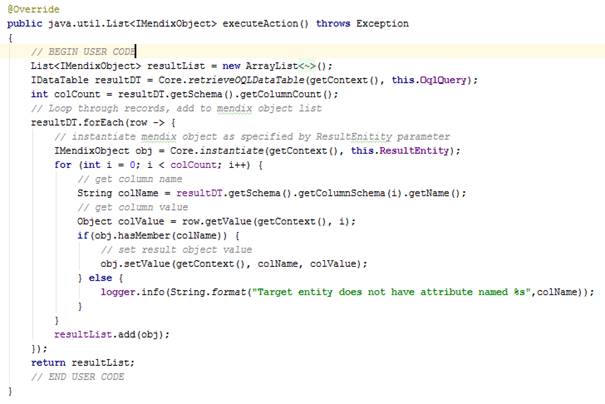 @Override
public java.util.List<IMendixObject> executeAction() throws Exception
{
// BEGIN USER CODE
List<IMendixObject> resultList = new ArrayList<~>();
IDataTable resultDT = Core.retrieveOQLDataTable(getContext(), this.OqlQuery);
int colCount = resultDT.getSchema().getColumnCount();
// Loop through records, add to mendix object list
resultDT.forEach(row -> {
// instantiate mendix object as specified by ResultEnitity parameter
IMendixObject obj = Core.instantiate(getContext(), this.ResultEntity);
for (int i = 0; i < colCount; i++) {
// get column name
String colName = resultDT.getSchema().getColumnSchema(i).getName();
// get column value
Object colValue = row.getValue(getContext(), i);
if(obj.hasMember(colName)) {
// set result object value
obj.setValue(getContext(), colName, colValue);
} else {
logger.info(String.format("Target entity does not have attribute named %s",colName));
}
}
resultList.add(obj);
});
return resultList;
// END USER CODE
}